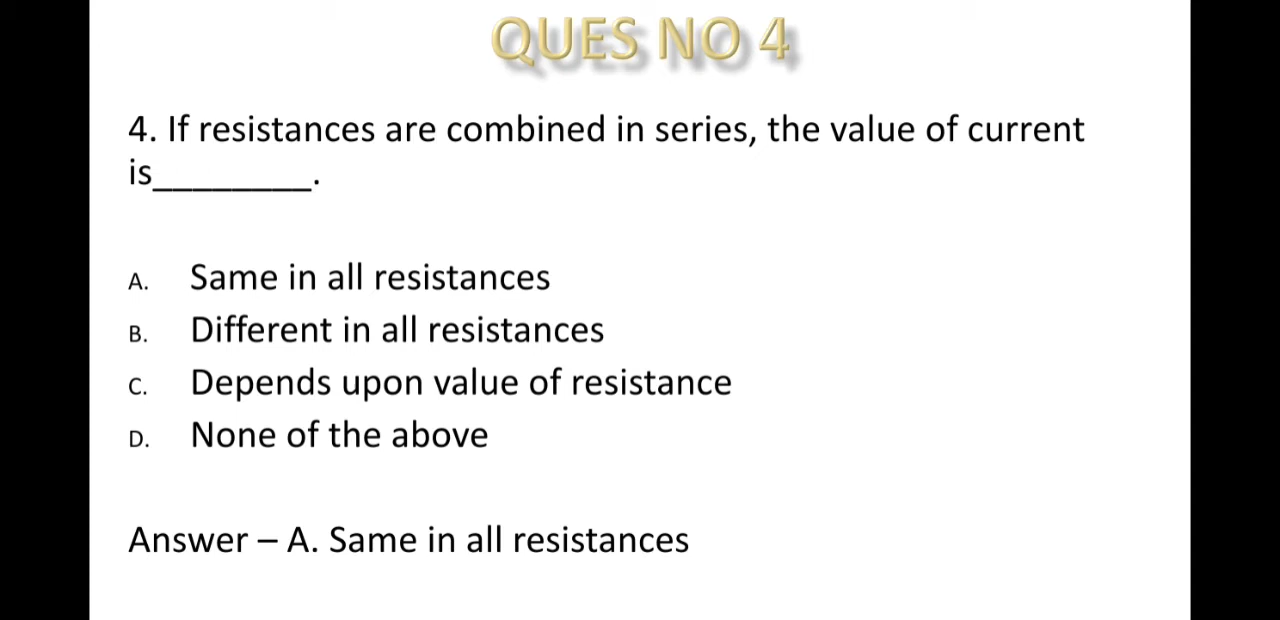 QUES NO 4
4. If resistances are combined in series, the value of current
is________.
A. Same in all resistances
B. Different in all resistances
C. Depends upon value of resistance
D. None of the above
Answer – A. Same in all resistances